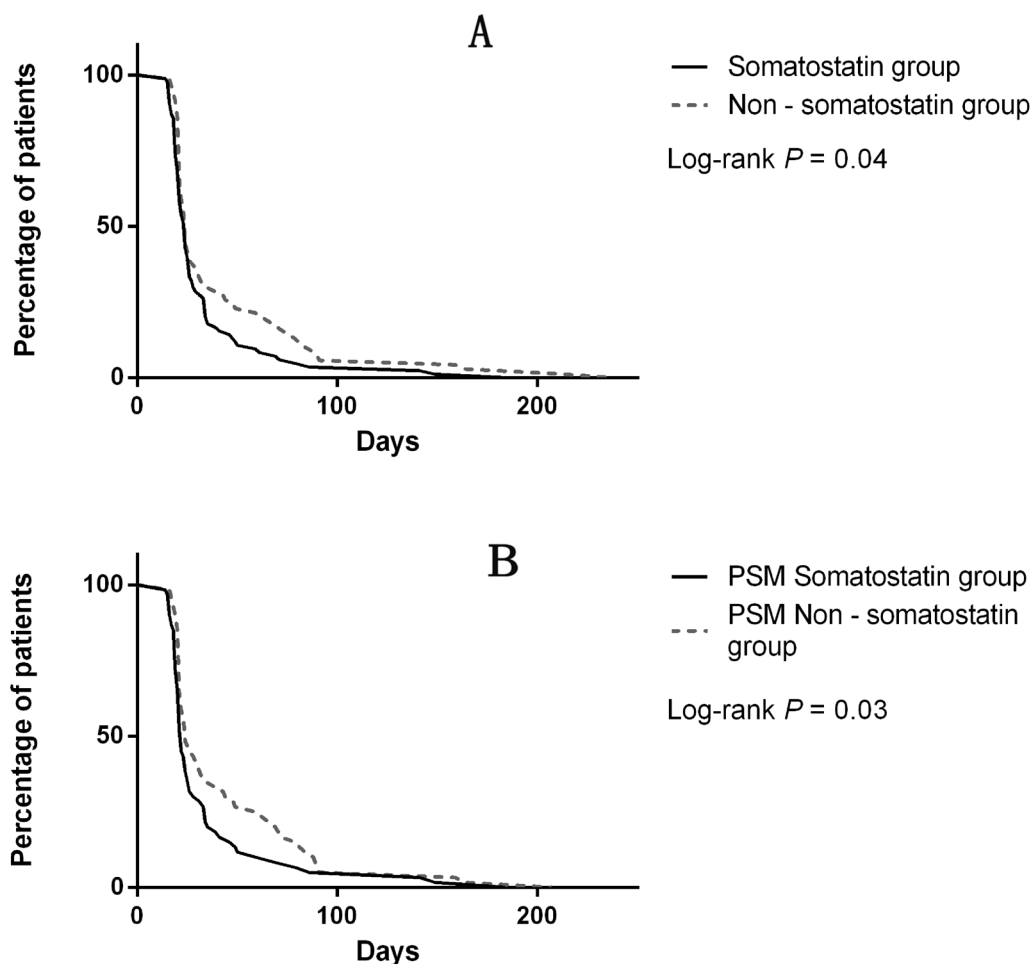 A
Percentage of patients
100
50
0
0
100
200
Days
Somatostatin group
Non - somatostatin group
Log-rank P = 0.04
B
Percentage of patients
100
50
0
0
100
200
Days
PSM Somatostatin group
PSM Non - somatostatin
group
Log-rank P = 0.03